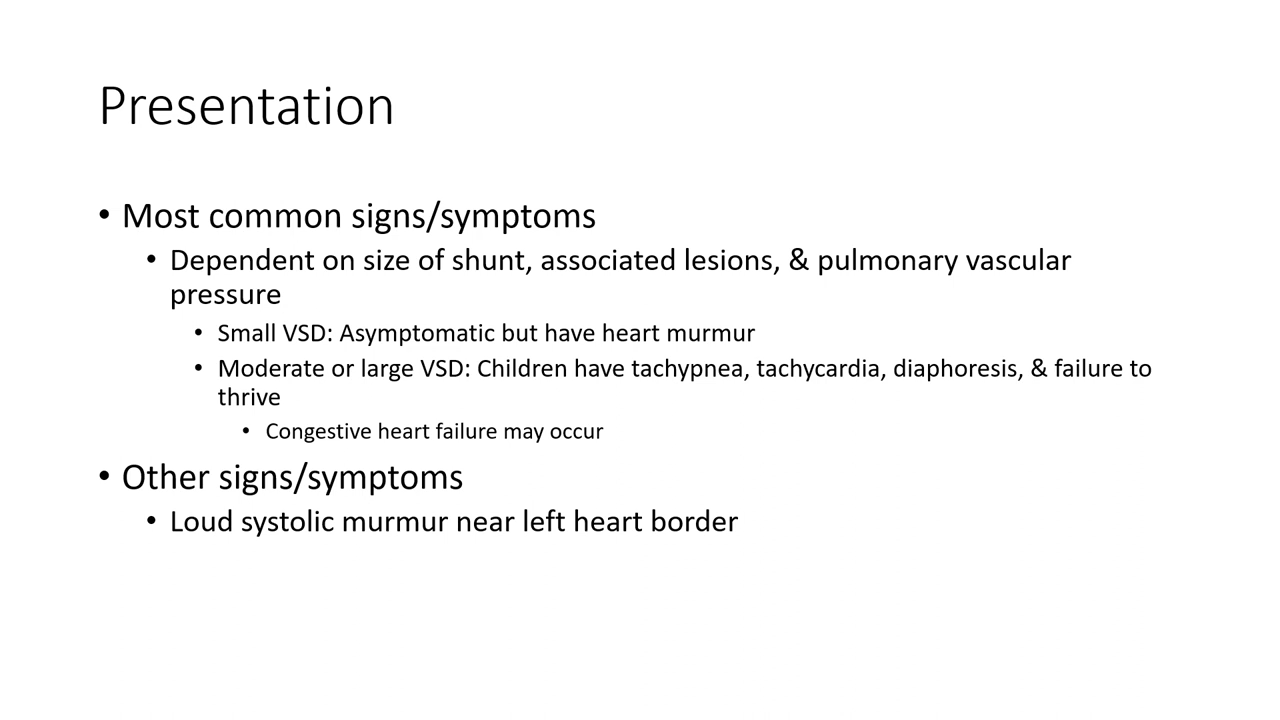 Presentation
• Most common signs/symptoms
• Dependent on size of shunt, associated lesions, & pulmonary vascular
pressure
• Small VSD: Asymptomatic but have heart murmur
• Moderate or large VSD: Children have tachypnea, tachycardia, diaphoresis, & failure to
thrive
• Congestive heart failure may occur
• Other signs/symptoms
• Loud systolic murmur near left heart border